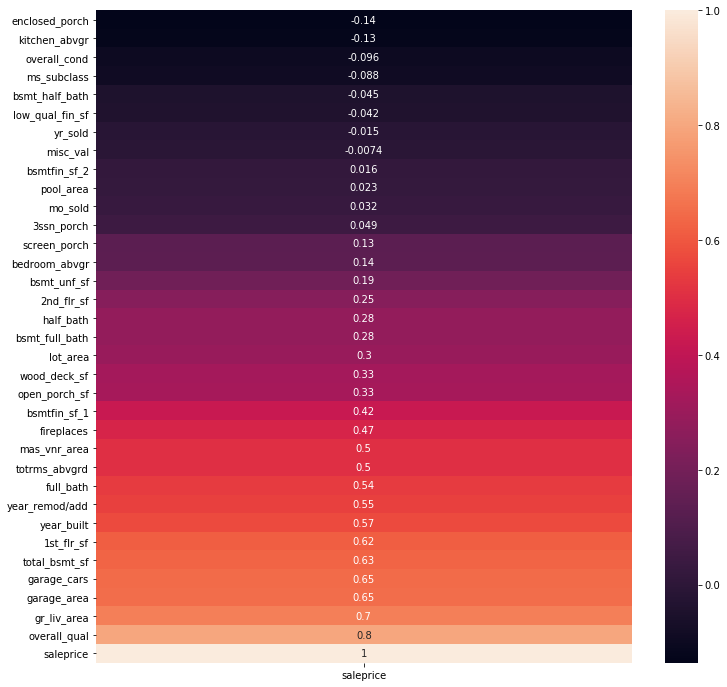 enclosed_porch -0.14
kitchen_abvgr -0.13
overall_cond -0.096
ms_subclass -0.088
bsmt_half_bath -0.045
low_qual_fin_sf -0.042
yr_sold -0.015
misc_val -0.0074
bsmtfin_sf_2 0.016
pool_area 0.023
mo_sold 0.032
3ssn_porch 0.049
screen_porch 0.13
bedroom_abvgr 0.14
bsmt_unf_sf 0.19
2nd_flr_sf 0.25
half_bath 0.28
bsmt_full_bath 0.28
lot_area 0.3
wood_deck_sf 0.33
open_porch_sf 0.33
bsmtfin_sf_1 0.42
fireplaces 0.47
mas_vnr_area 0.5
totrms_abvgrd 0.5
full_bath 0.54
year_remod/add 0.55
year_built 0.57
1st_flr_sf 0.62
total_bsmt_sf 0.63
garage_cars 0.65
garage_area 0.65
gr_liv_area 0.7
overall_qual 0.8
saleprice 1
saleprice
1.0
0.8
0.6
0.4
0.2
0.0